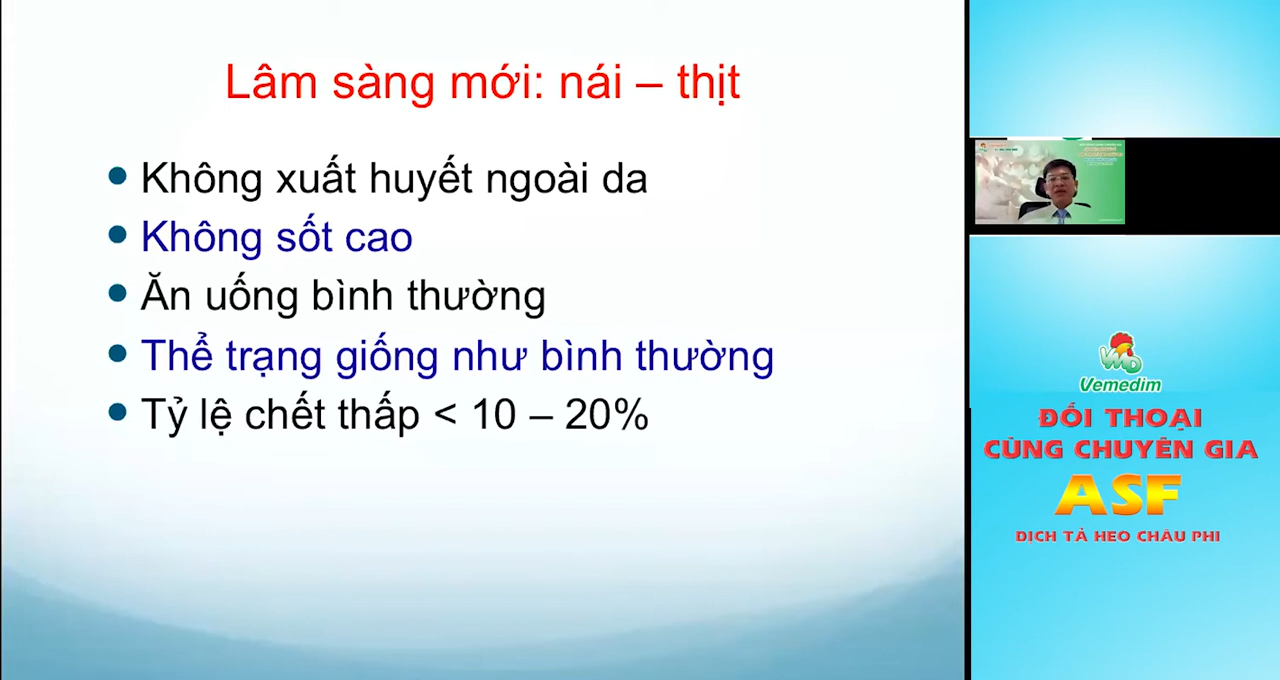 Lâm sàng mới: nái – thịt
Không xuất huyết ngoài da
Không sốt cao
Ăn uống bình thường
Thể trạng giống như bình thường
Tỷ lệ chết thấp < 10 – 20%
VMD
Vemedim
ĐỐI THOẠI
CÙNG CHUYÊN GIA
ASF
DỊCH TẢ HEO CHÂU PHI